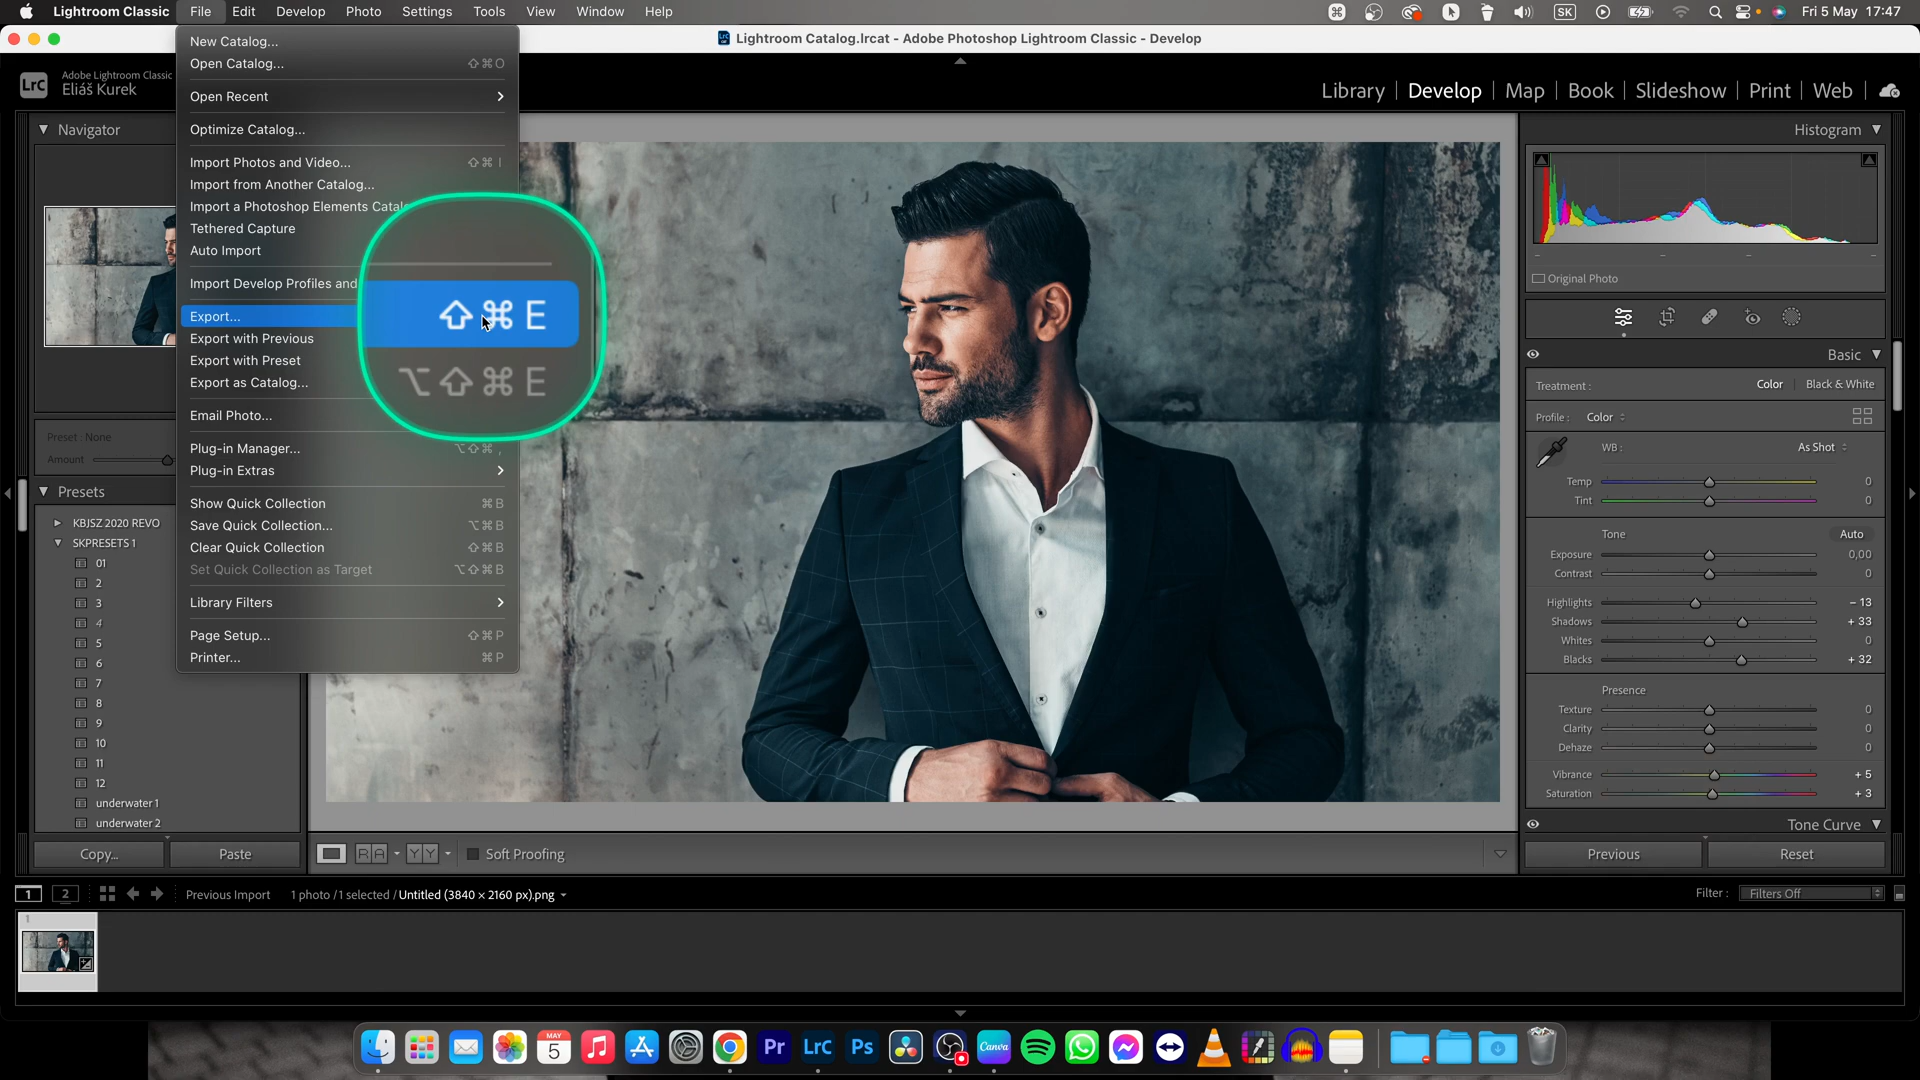 Lightroom Classic File Edit Develop Photo Settings Tools View Window Help SK Fri 5 May 17:47
Lightroom Catalog.lrcat - Adobe Photoshop Lightroom Classic - Develop
LrC
Adobe Lightroom Classic
Eliáš Kurek
Library | Develop | Map | Book | Slideshow | Print | Web
New Catalog...
Open Catalog... ⇧⌘O
Open Recent
Optimize Catalog...
Import Photos and Video... ⇧⌘I
Import from Another Catalog...
Import a Photoshop Elements Catal
Tethered Capture
Auto Import
Import Develop Profiles and
Export... ⇧⌘E
Export with Previous ⌥⇧⌘E
Export with Preset
Export as Catalog...
Email Photo...
Plug-in Manager... ⌥⇧⌘,
Plug-in Extras
Show Quick Collection ⌘B
Save Quick Collection... ⌥⌘B
Clear Quick Collection ⇧⌘B
Set Quick Collection as Target ⌥⇧⌘B
Library Filters
Page Setup... ⇧⌘P
Printer... ⌘P
Navigator
Preset : None
Amount
Presets
KBJSZ 2020 REVO
SKPRESETS 1
01
2
3
4
5
6
7
8
9
10
11
12
underwater 1
underwater 2
Copy... Paste
R A Y Y Soft Proofing
Histogram
Original Photo
Basic
Treatment : Color | Black & White
Profile : Color
WB : As Shot
Temp 0
Tint 0
Tone Auto
Exposure 0,00
Contrast 0
Highlights – 13
Shadows + 33
Whites 0
Blacks + 32
Presence
Texture 0
Clarity 0
Dehaze 0
Vibrance + 5
Saturation + 3
Tone Curve
Previous Reset
1 2 Previous Import 1 photo / 1 selected / Untitled (3840 × 2160 px).png Filter : Filters Off
1
MAY
5
Pr LrC Ps Canva